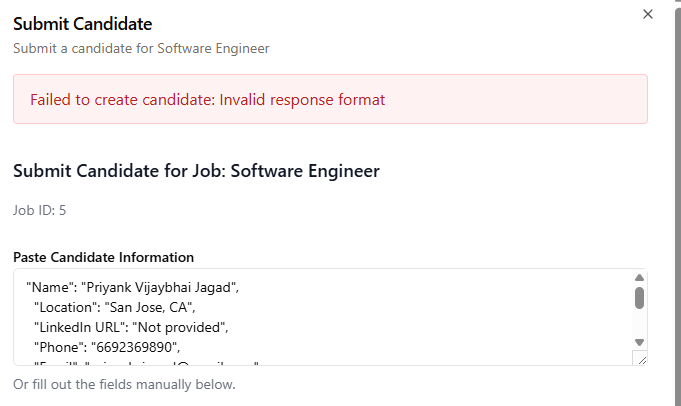 Submit Candidate
Submit a candidate for Software Engineer
Failed to create candidate: Invalid response format
Submit Candidate for Job: Software Engineer
Job ID: 5
Paste Candidate Information
"Name": "Priyank Vijaybhai Jagad",
"Location": "San Jose, CA",
"LinkedIn URL": "Not provided",
"Phone": "6692369890",
Or fill out the fields manually below.